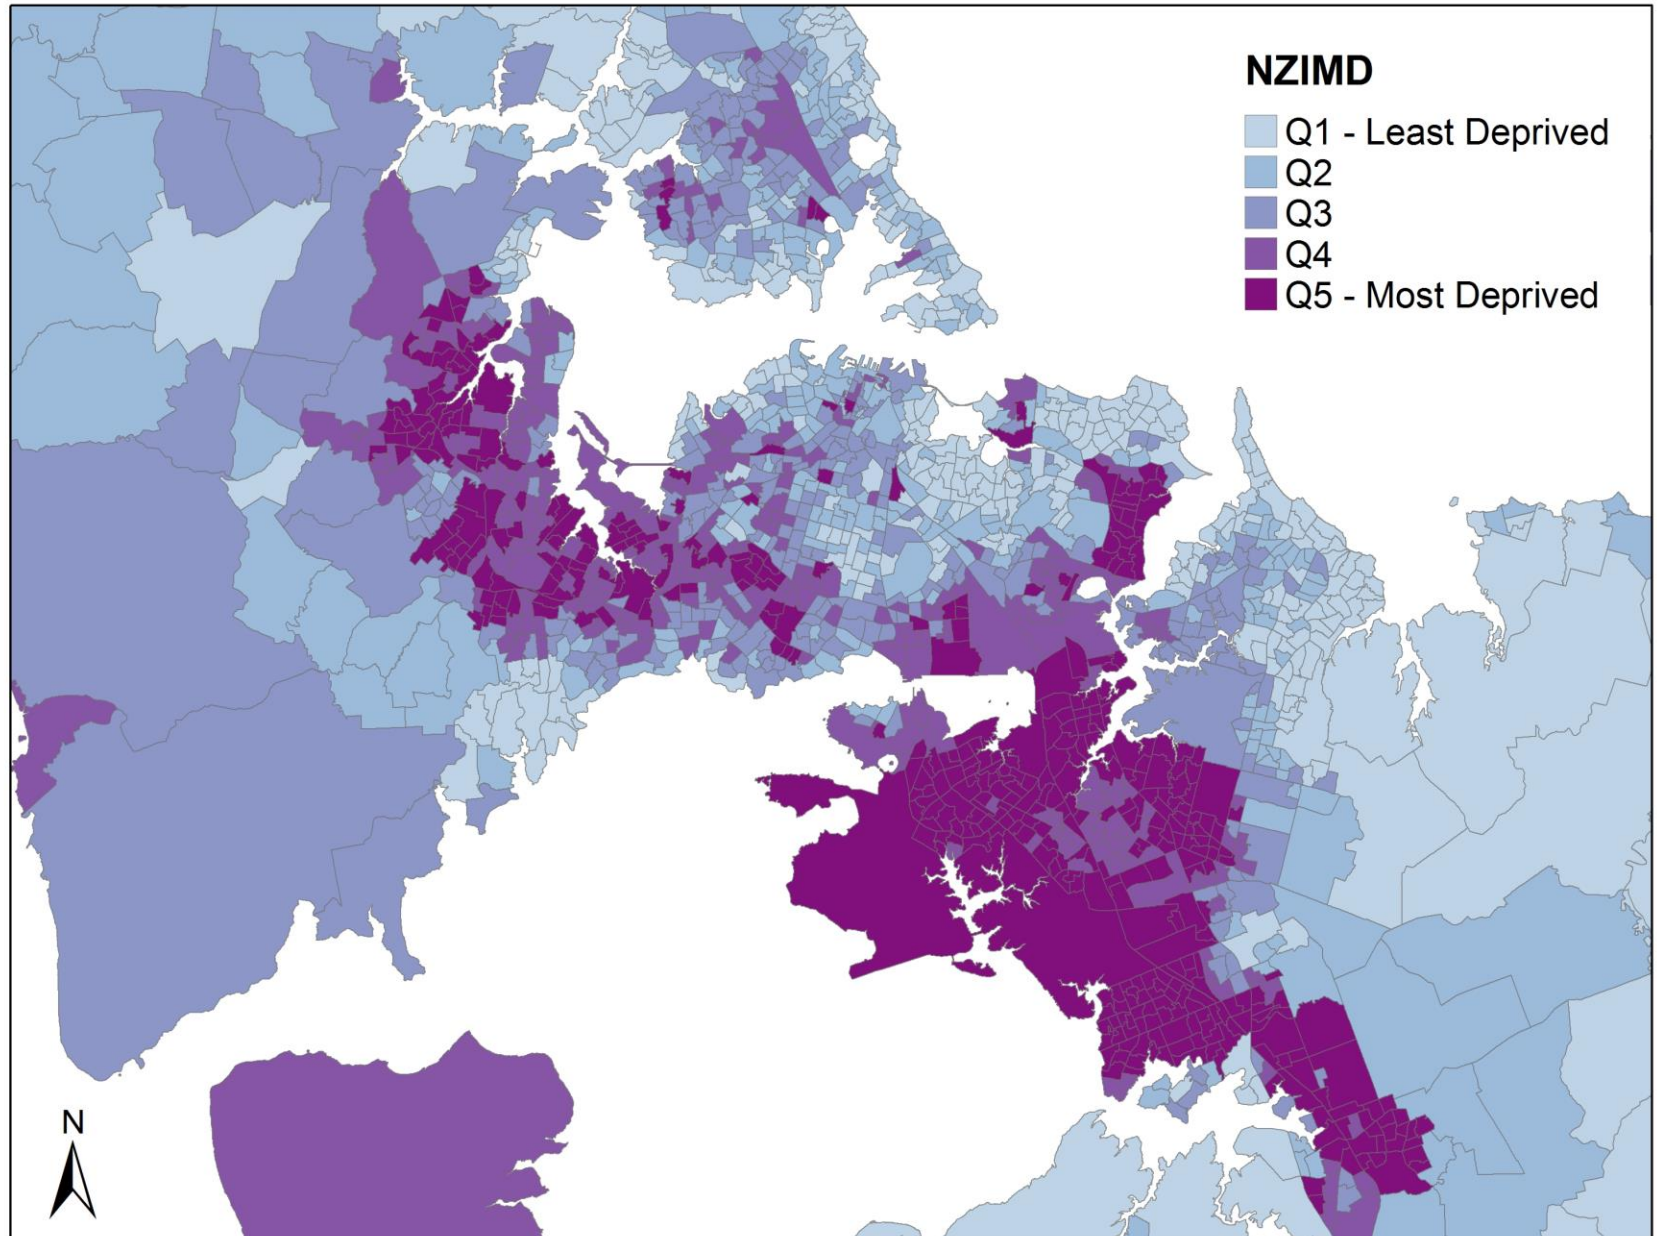 NZIMD
Q1 - Least Deprived
Q2
Q3
Q4
Q5 - Most Deprived
N